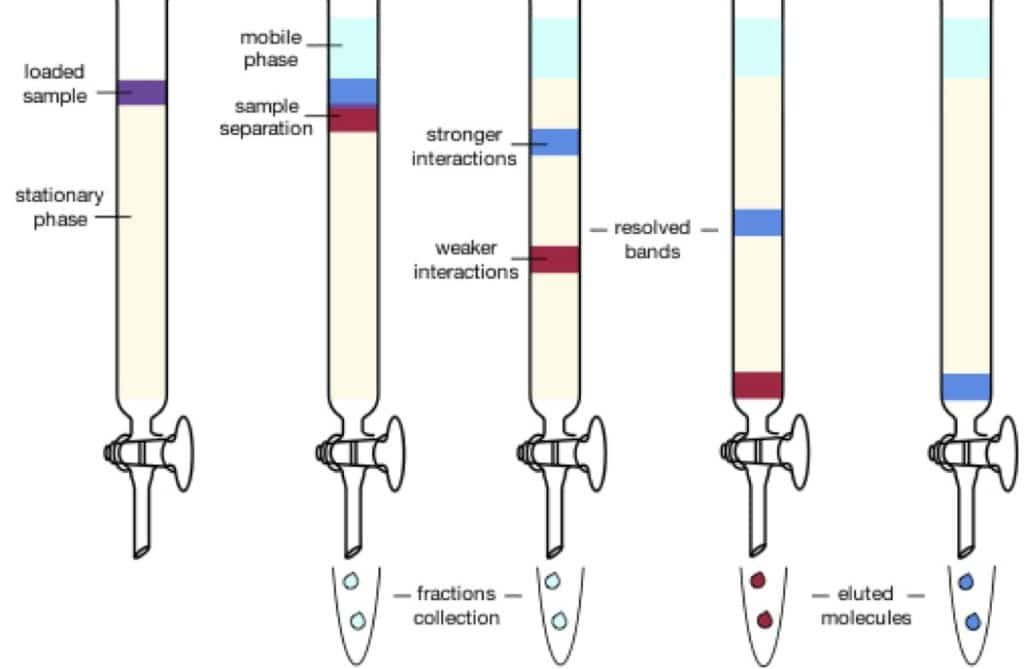 loaded
sample
stationary
phase
mobile
phase
sample
separation
stronger
interactions
weaker
interactions
resolved
bands
fractions
collection
eluted
molecules